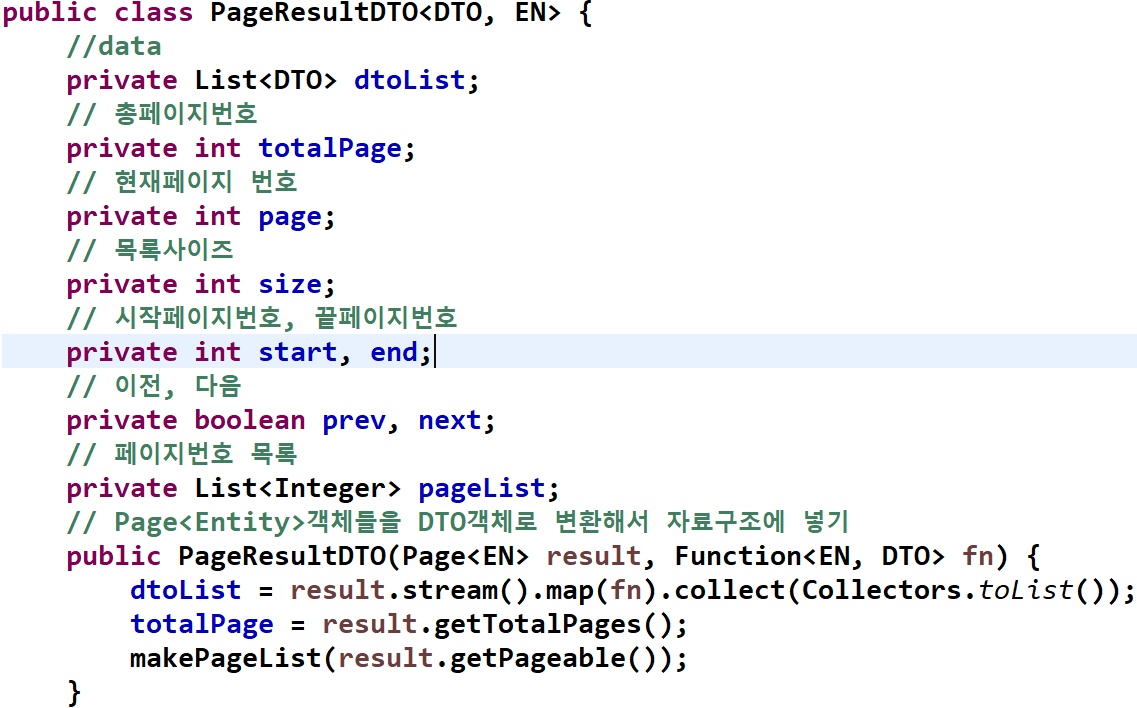 public class PageResultDTO<DTO, EN> {
//data
private List<DTO> dtoList;
// 총페이지번호
private int totalPage;
// 현재페이지 번호
private int page;
// 목록사이즈
private int size;
// 시작페이지번호, 끝페이지번호
private int start, end;
// 이전, 다음
private boolean prev, next;
// 페이지번호 목록
private List<Integer> pageList;
// Page<Entity>객체들을 DTO객체로 변환해서 자료구조에 넣기
public PageResultDTO(Page<EN> result, Function<EN, DTO> fn) {
dtoList = result.stream().map(fn).collect(Collectors.toList());
totalPage = result.getTotalPages();
makePageList(result.getPageable());
}